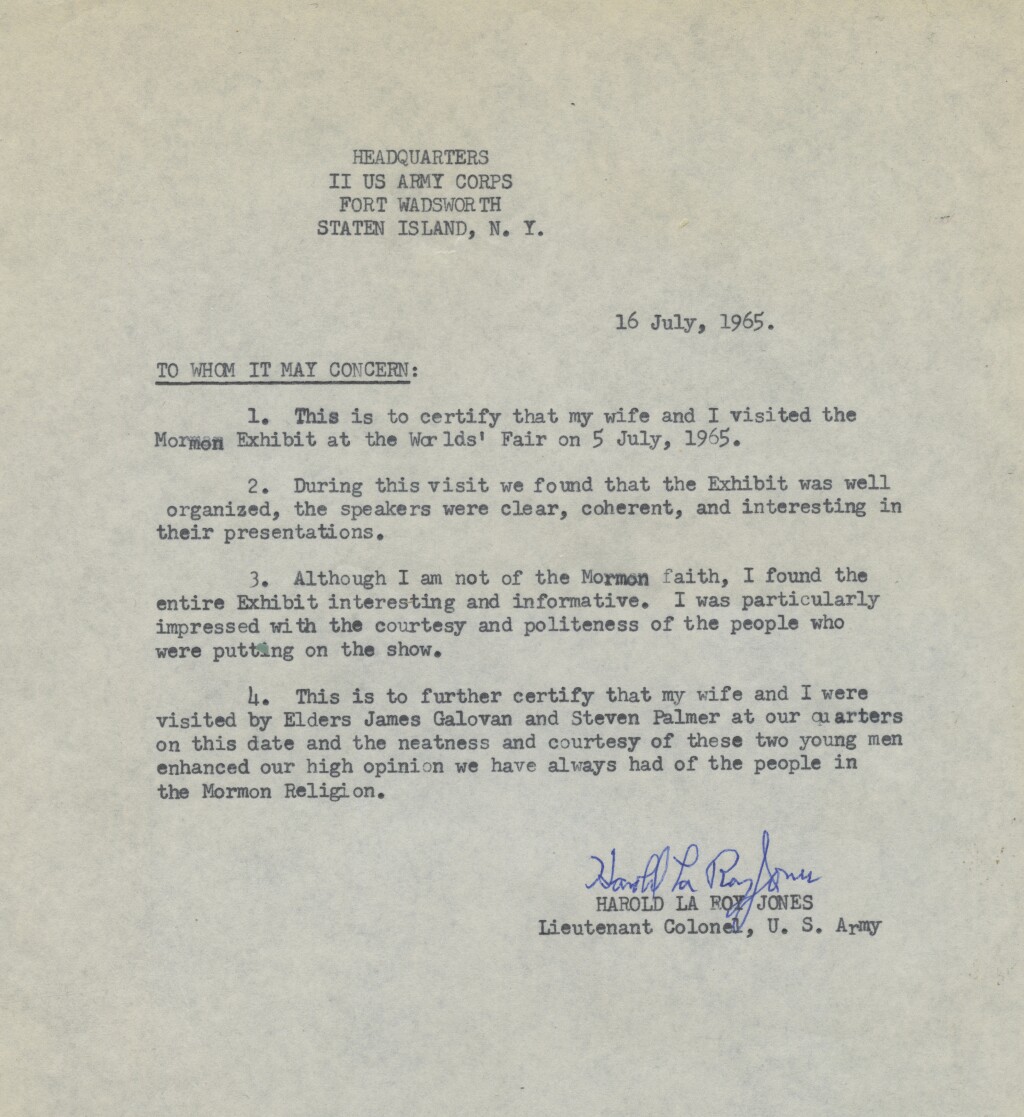 HEADQUARTERS
II US ARMY CORPS
FORT WADSWORTH
STATEN ISLAND, N. Y.
16 July, 1965.
TO WHOM IT MAY CONCERN:
1. This is to certify that my wife and I visited the
Mormon Exhibit at the Worlds' Fair on 5 July, 1965.
2. During this visit we found that the Exhibit was well
organized, the speakers were clear, coherent, and interesting in
their presentations.
3. Although I am not of the Mormon faith, I found the
entire Exhibit interesting and informative. I was particularly
impressed with the courtesy and politeness of the people who
were putting on the show.
4. This is to further certify that my wife and I were
visited by Elders James Galovan and Steven Palmer at our quarters
on this date and the neatness and courtesy of these two young men
enhanced our high opinion we have always had of the people in
the Mormon Religion.
Harold La Roy Jones
HAROLD LA ROY JONES
Lieutenant Colonel, U. S. Army